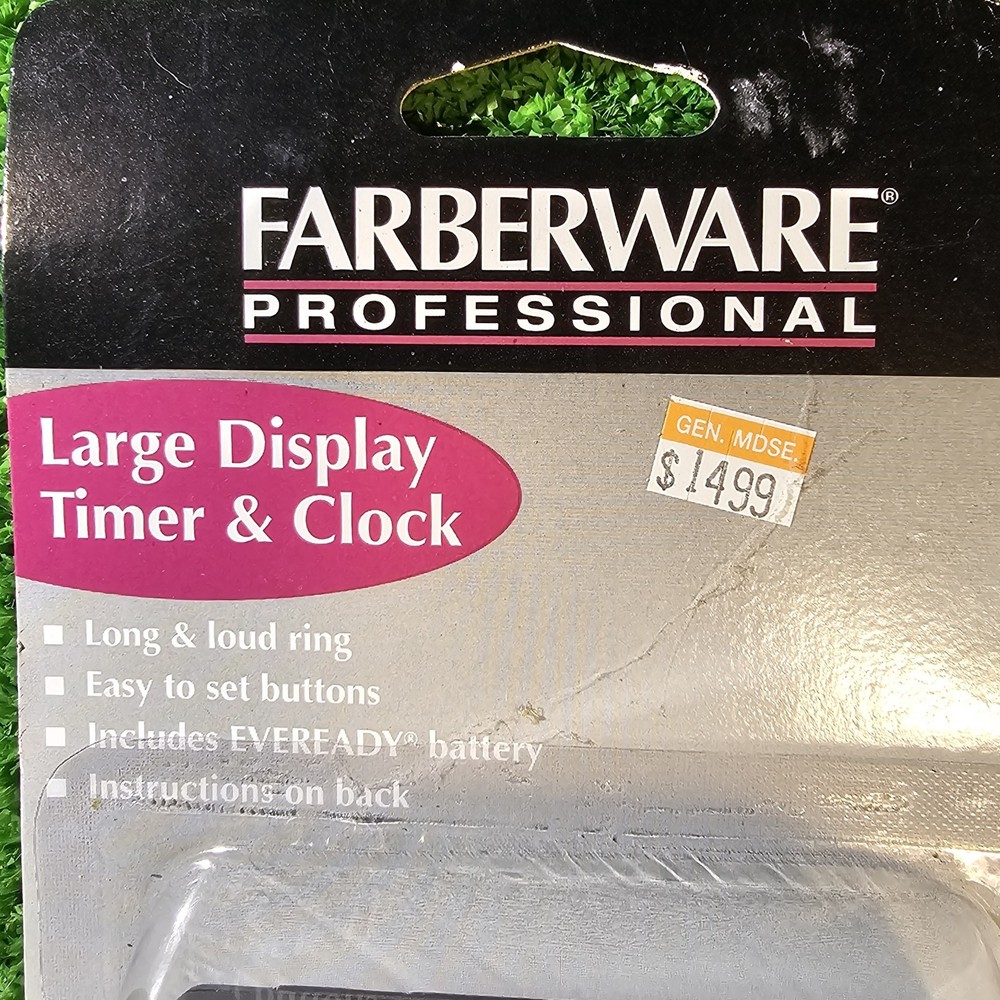 FARBERWARE®
PROFESSIONAL
Large Display
Timer & Clock
GEN. MDSE.
$1499
■ Long & loud ring
■ Easy to set buttons
■ Includes EVEREADY® battery
■ Instructions on back